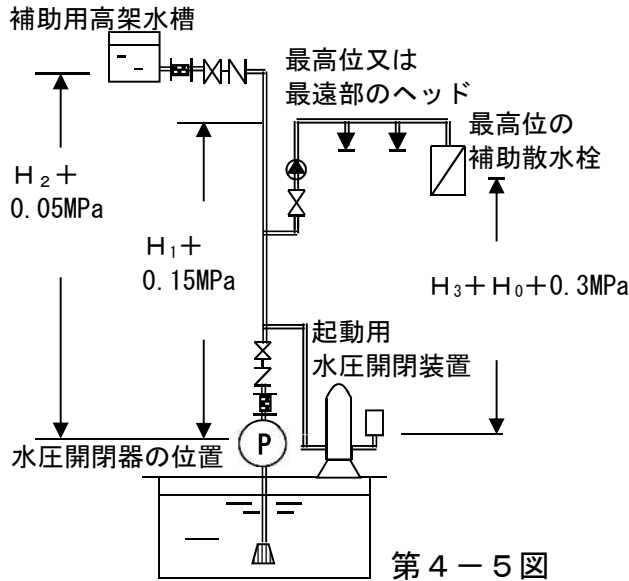 補助用高架水槽
最高位又は
最遠部のヘッド
最高位の
補助散水栓
H₂+
0.05MPa
H₁+
0.15MPa
H₃+H₀+0.3MPa
起動用
水圧開閉装置
P
水圧開閉器の位置
第4-5図